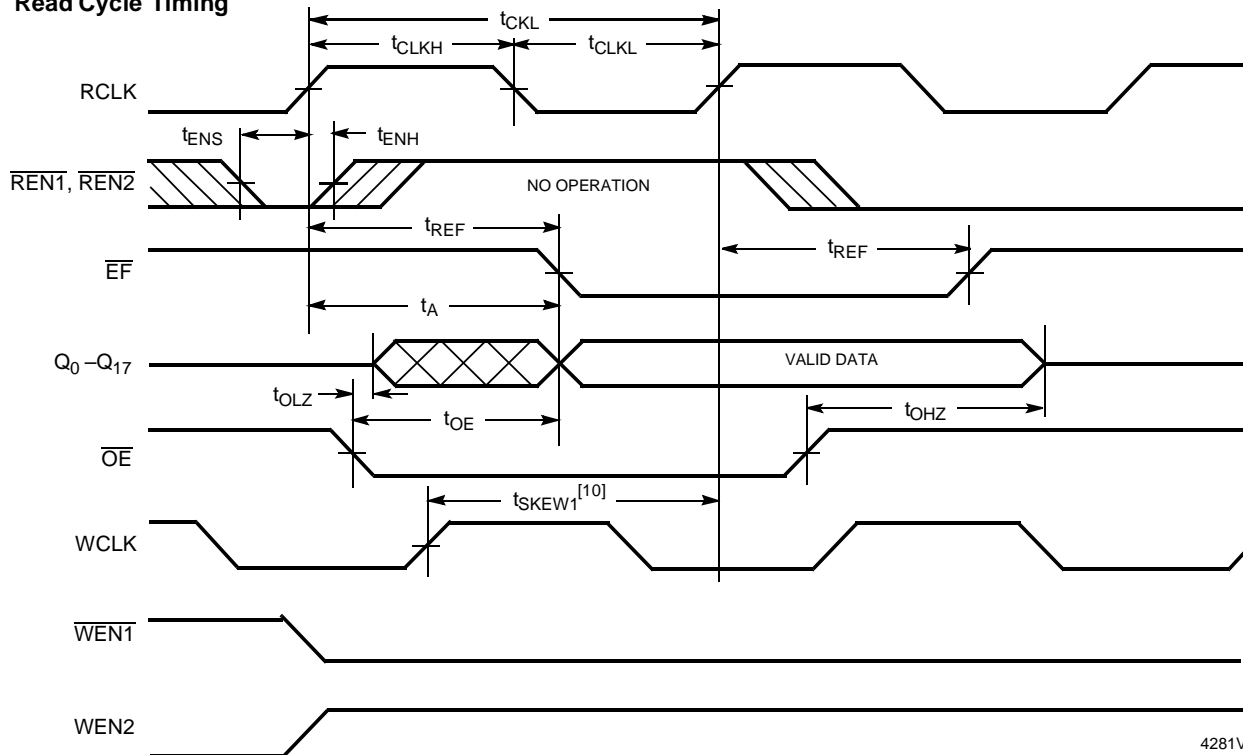 Read Cycle Timing
tCKL
tCLKH
tCLKL
RCLK
tENS
tENH
REN1, REN2
NO OPERATION
tREF
tREF
EF
tA
Q0 –Q17
VALID DATA
tOLZ
tOE
tOHZ
OE
tSKEW1[10]
WCLK
WEN1
WEN2
4281V